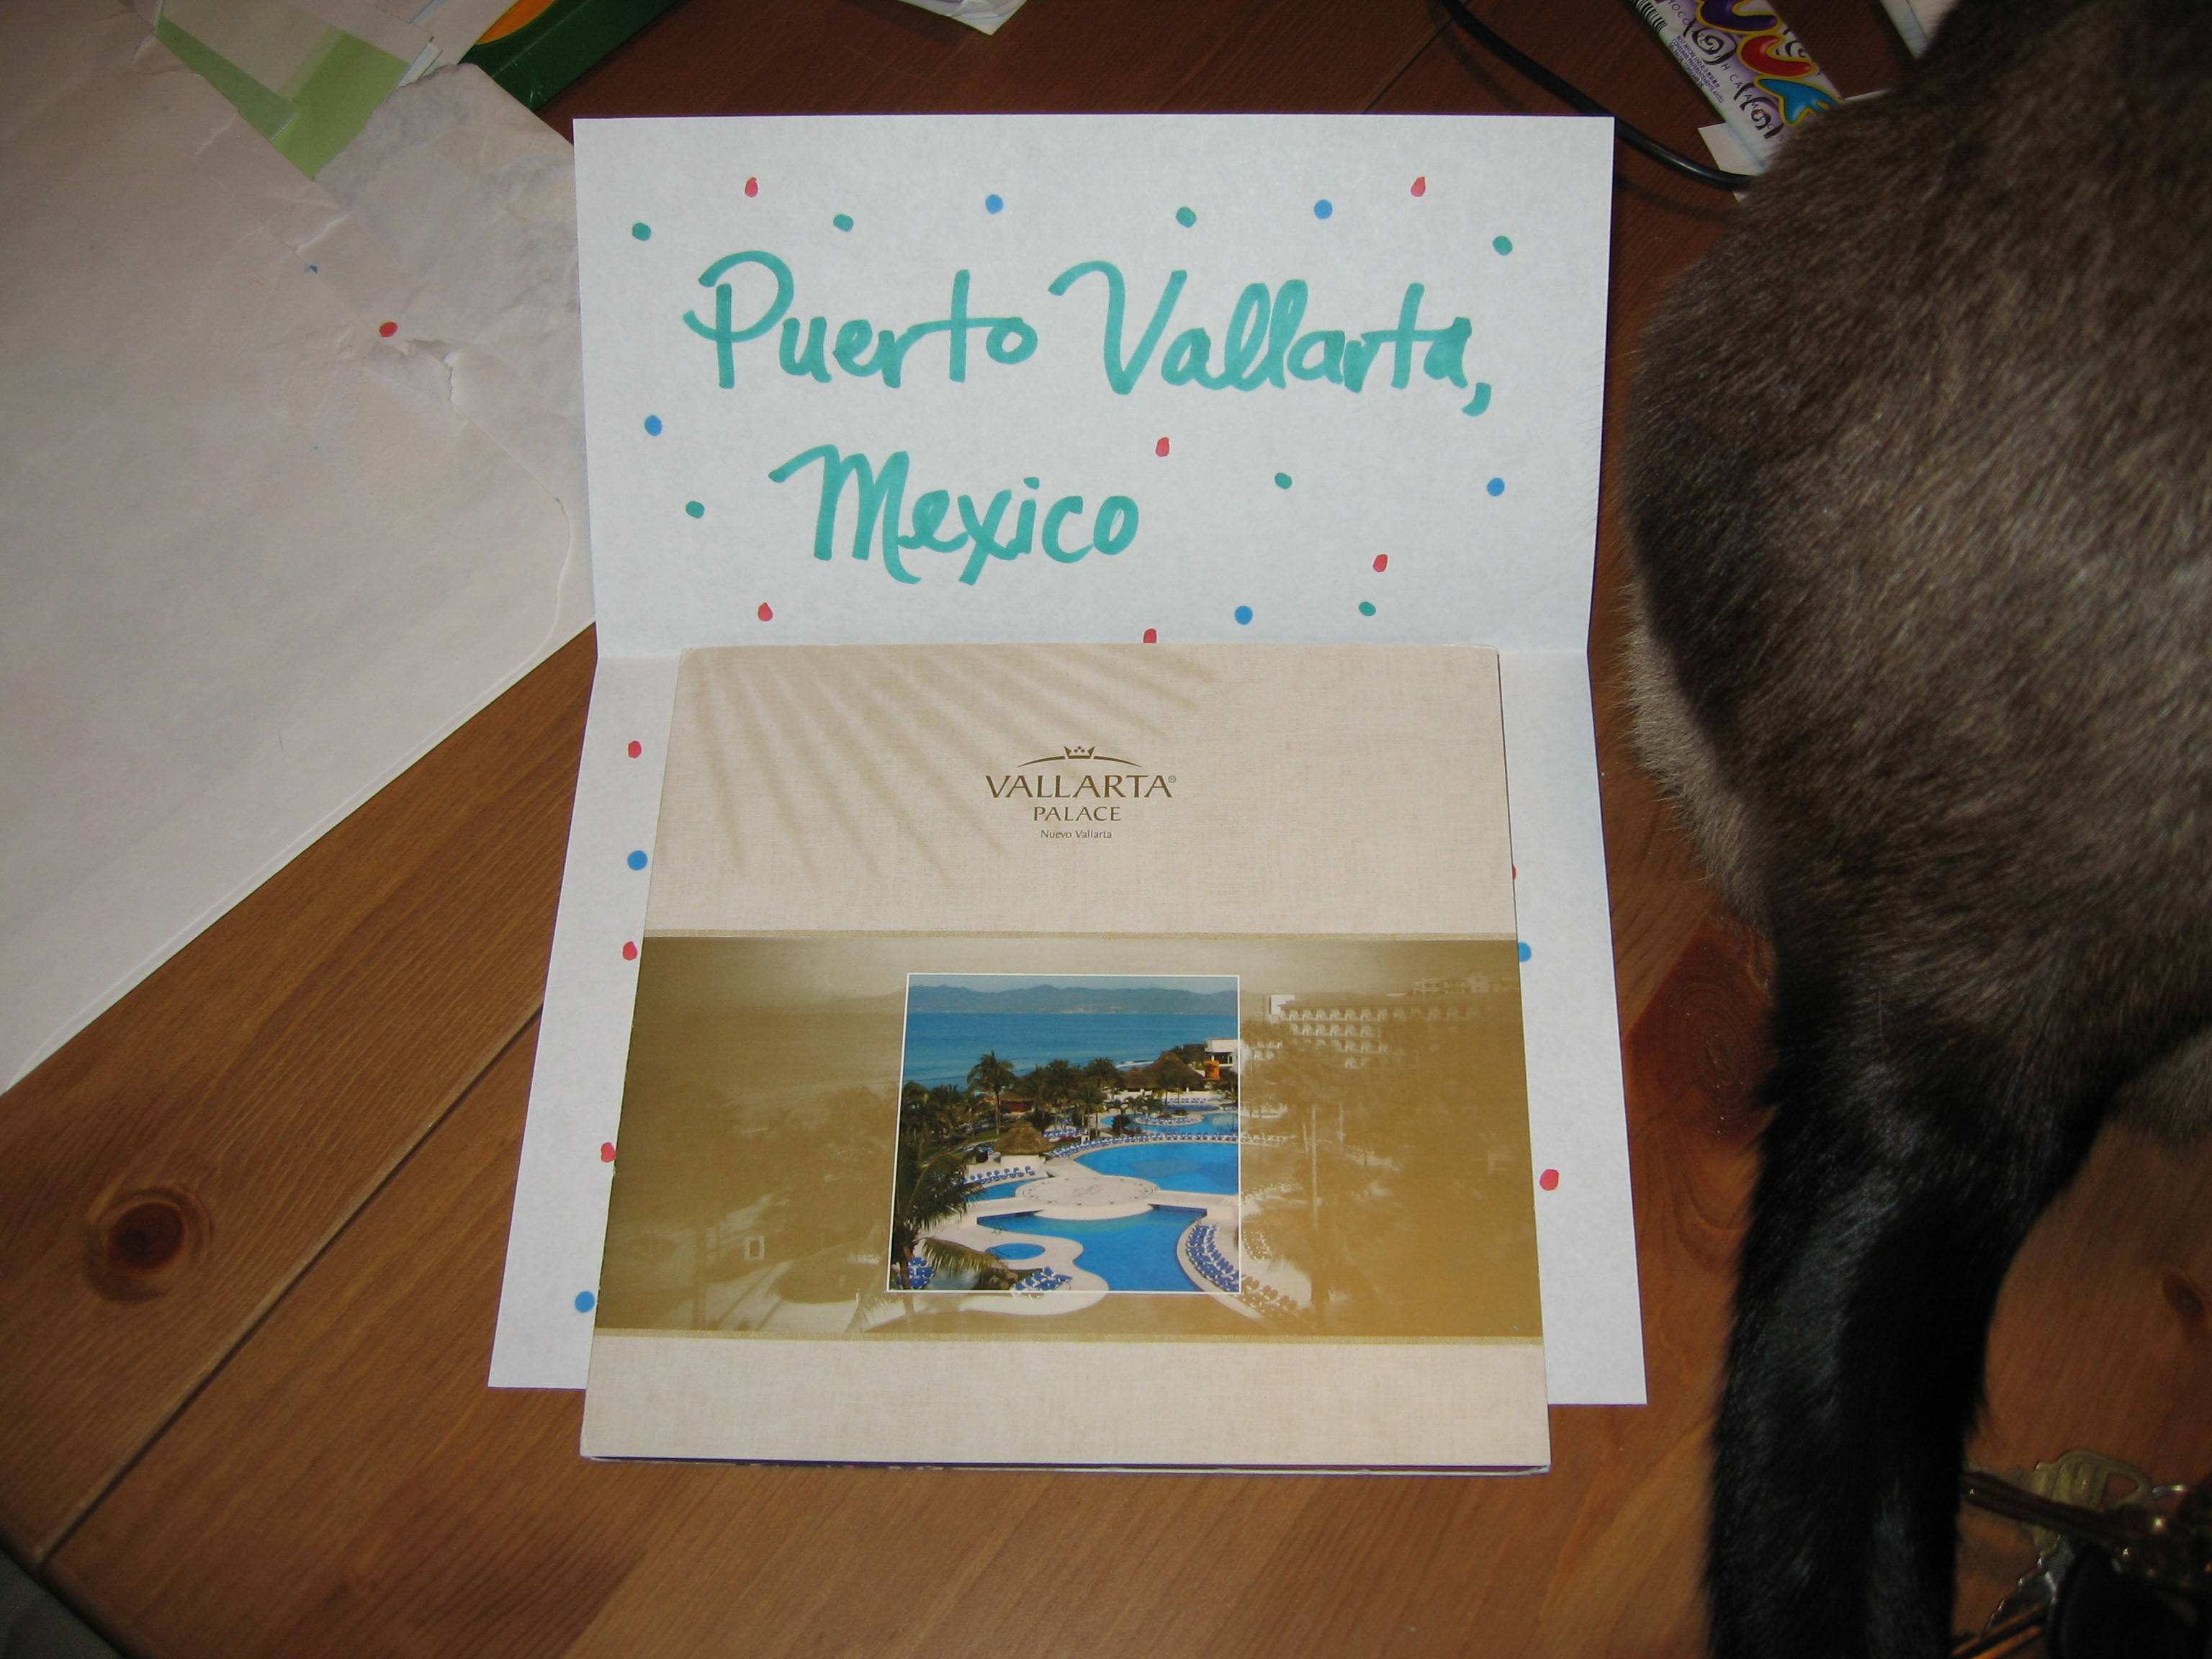 Puerto Vallarta,
Mexico
VALLARTA®
PALACE
Nuevo Vallarta